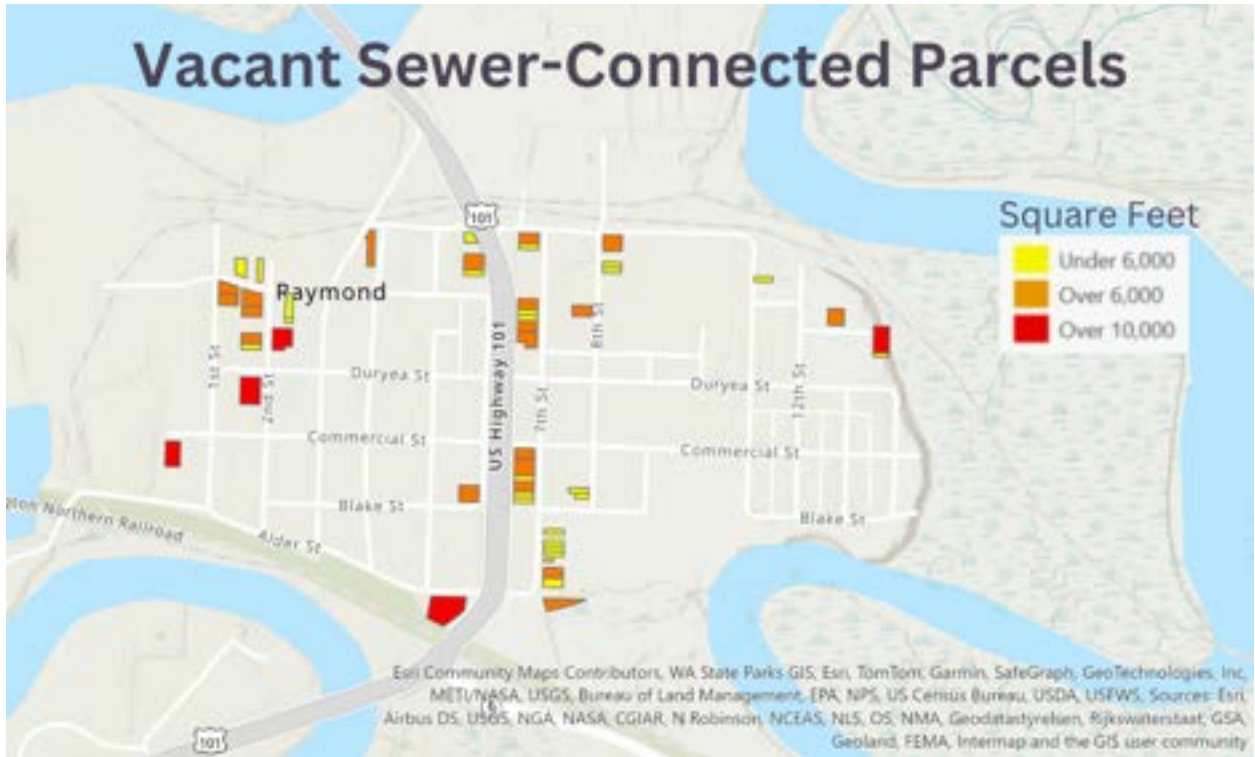 Vacant Sewer-Connected Parcels
101
Square Feet
Under 6,000
Over 6,000
Over 10,000
Raymond
1st St
2nd St
Duryea St
Commercial St
Blake St
US Highway 101
7th St
8th St
Duryea St
12th St
Commercial St
Blake St
Northern Railroad
Alder St
101
6
Esri Community Maps Contributors, WA State Parks GIS, Esri, TomTom, Garmin, SafeGraph, GeoTechnologies, Inc,
METI/NASA, USGS, Bureau of Land Management, EPA, NPS, US Census Bureau, USDA, USFWS, Sources: Esri,
Airbus DS, USGS, NGA, NASA, CGIAR, N Robinson, NCEAS, NLS, OS, NMA, Geodatastyrelsen, Rijkswaterstaat, GSA,
Geoland, FEMA, Intermap and the GIS user community